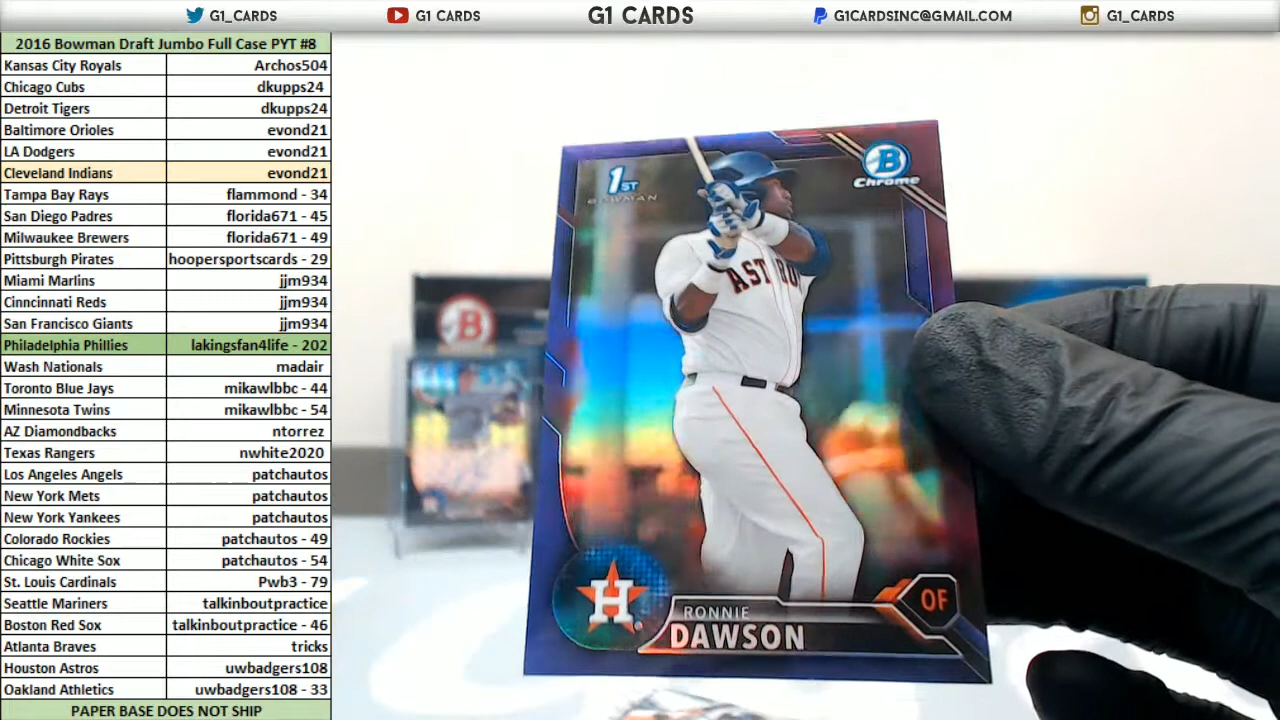 G1_CARDS
G1 CARDS
G1 CARDS
G1CARDSINC@GMAIL.COM
G1_CARDS
2016 Bowman Draft Jumbo Full Case PYT #8
Kansas City Royals Archos504
Chicago Cubs dkupps24
Detroit Tigers dkupps24
Baltimore Orioles evond21
LA Dodgers evond21
Cleveland Indians evond21
Tampa Bay Rays flammond - 34
San Diego Padres florida671 - 45
Milwaukee Brewers florida671 - 49
Pittsburgh Pirates hoopersportscards - 29
Miami Marlins jjm934
Cinncinnati Reds jjm934
San Francisco Giants jjm934
Philadelphia Phillies lakingsfan4life - 202
Wash Nationals madair
Toronto Blue Jays mikawlbbc - 44
Minnesota Twins mikawlbbc - 54
AZ Diamondbacks ntorrez
Texas Rangers nwhite2020
Los Angeles Angels patchautos
New York Mets patchautos
New York Yankees patchautos
Colorado Rockies patchautos - 49
Chicago White Sox patchautos - 54
St. Louis Cardinals Pwb3 - 79
Seattle Mariners talkinboutpractice
Boston Red Sox talkinboutpractice - 46
Atlanta Braves tricks
Houston Astros uwbadgers108
Oakland Athletics uwbadgers108 - 33
PAPER BASE DOES NOT SHIP
1ST
BOWMAN
B
Chrome
ASTRO
H
RONNIE
DAWSON
OF
B